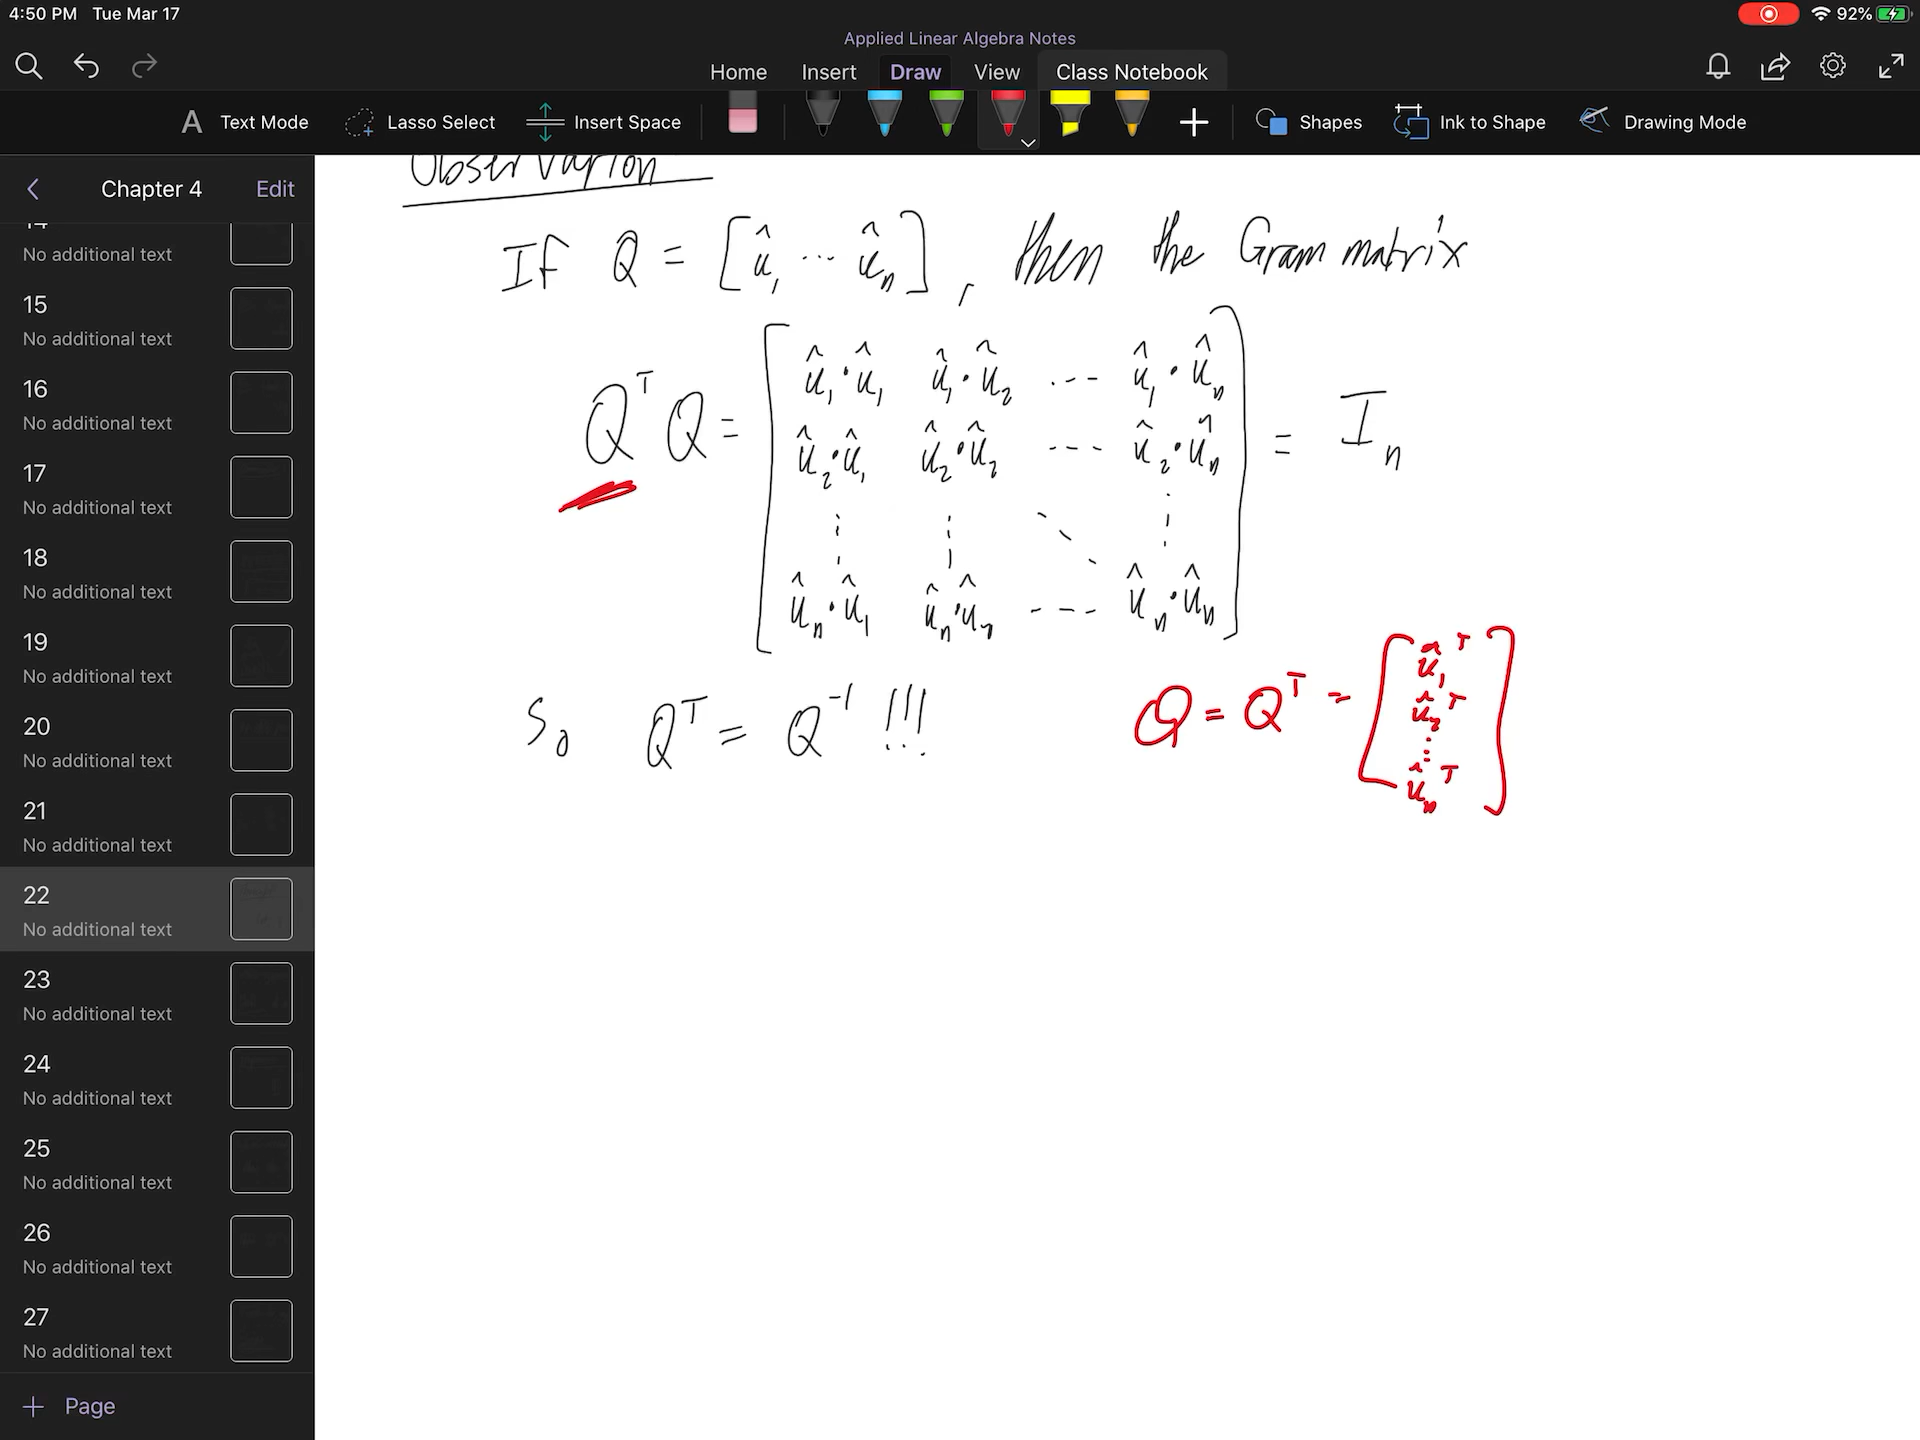 4:50 PM Tue Mar 17
92%
Applied Linear Algebra Notes
Home Insert Draw View Class Notebook
Text Mode Lasso Select Insert Space Shapes Ink to Shape Drawing Mode
Chapter 4 Edit
14
No additional text
15
No additional text
16
No additional text
17
No additional text
18
No additional text
19
No additional text
20
No additional text
21
No additional text
22
No additional text
23
No additional text
24
No additional text
25
No additional text
26
No additional text
27
No additional text
+ Page
Observation
If Q = [û₁ ⋯ ûₙ], then the Gram matrix
QᵀQ = [û₁·û₁ û₁·û₂ --- û₁·ûₙ
û₂·û₁ û₂·û₂ --- û₂·ûₙ
⋮ ⋮ ⋱ ⋮
ûₙ·û₁ ûₙ·û₂ --- ûₙ·ûₙ] = Iₙ
So Qᵀ = Q⁻¹ !!!
Q = Qᵀ = [û₁ᵀ
û₂ᵀ
⋮
ûₙᵀ]